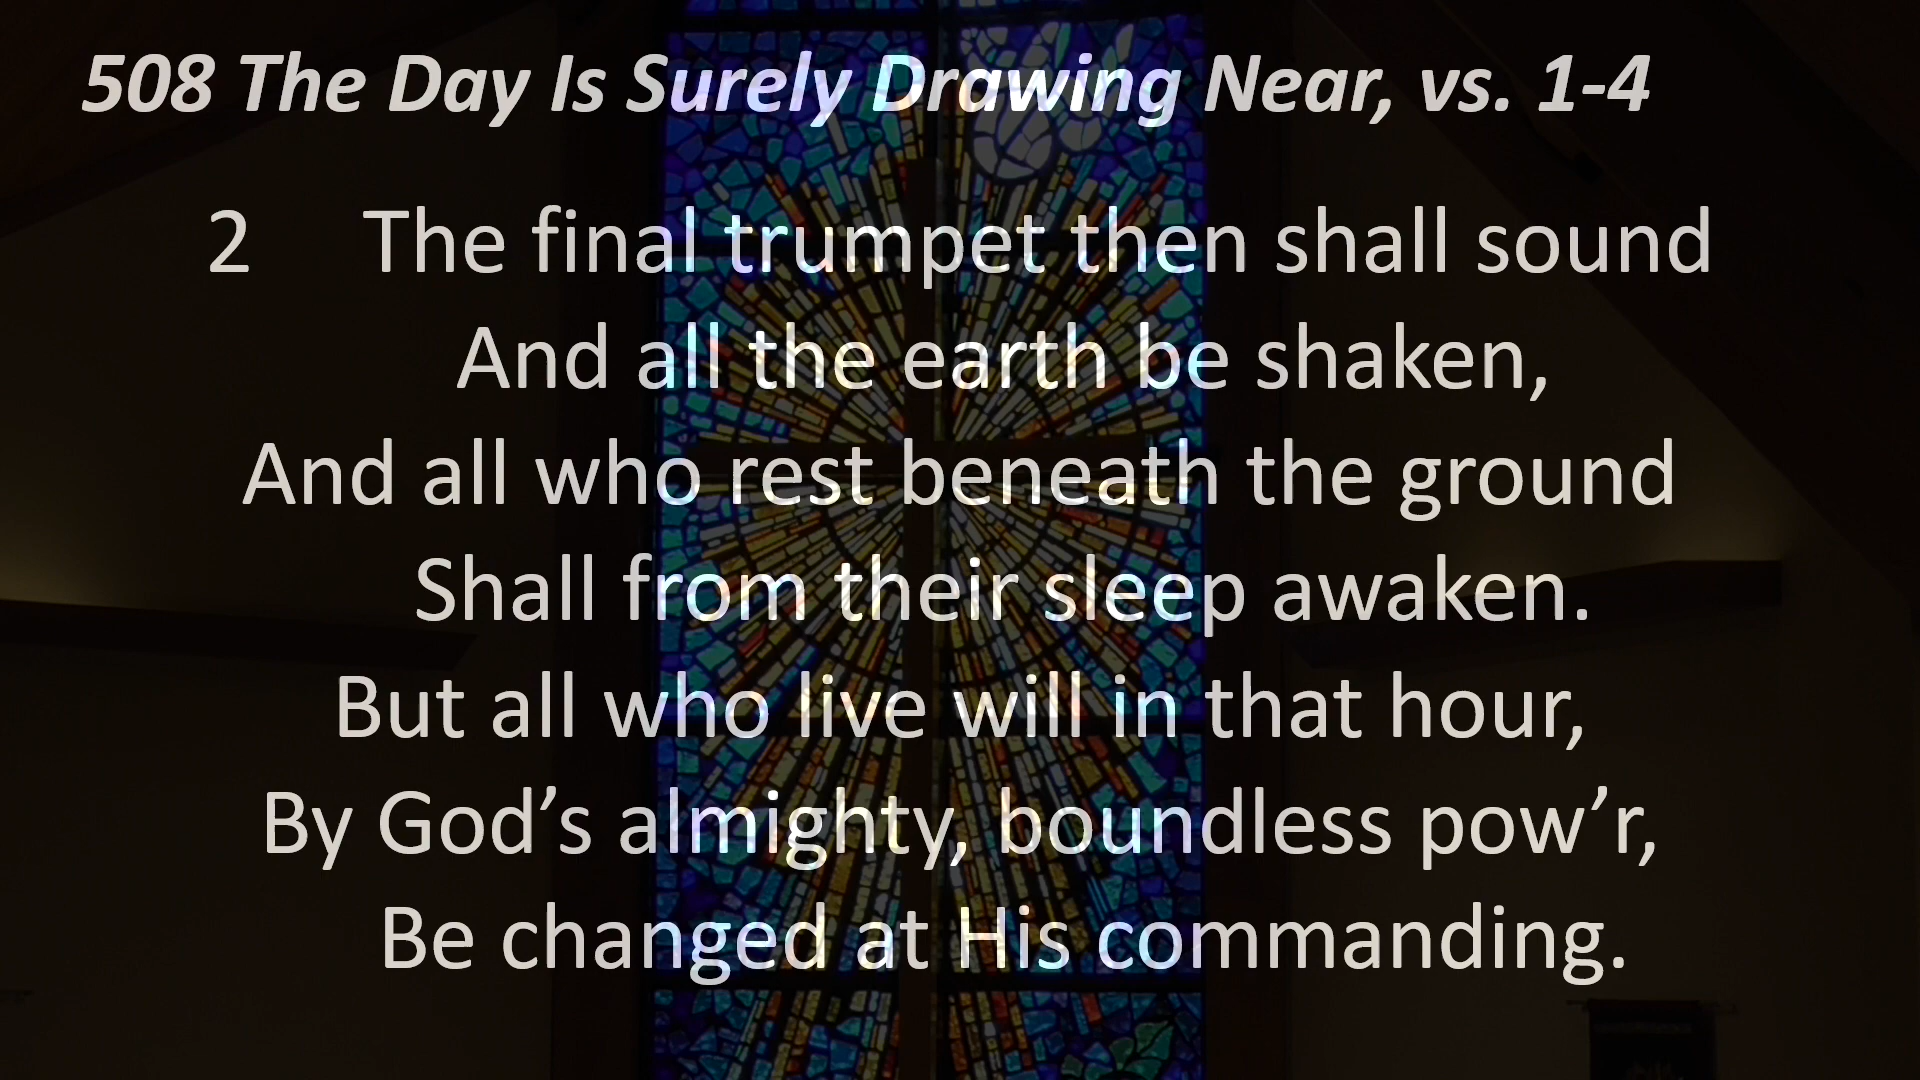 508 The Day Is Surely Drawing Near, vs. 1-4
2 The final trumpet then shall sound
And all the earth be shaken,
And all who rest beneath the ground
Shall from their sleep awaken.
But all who live will in that hour,
By God’s almighty, boundless pow’r,
Be changed at His commanding.